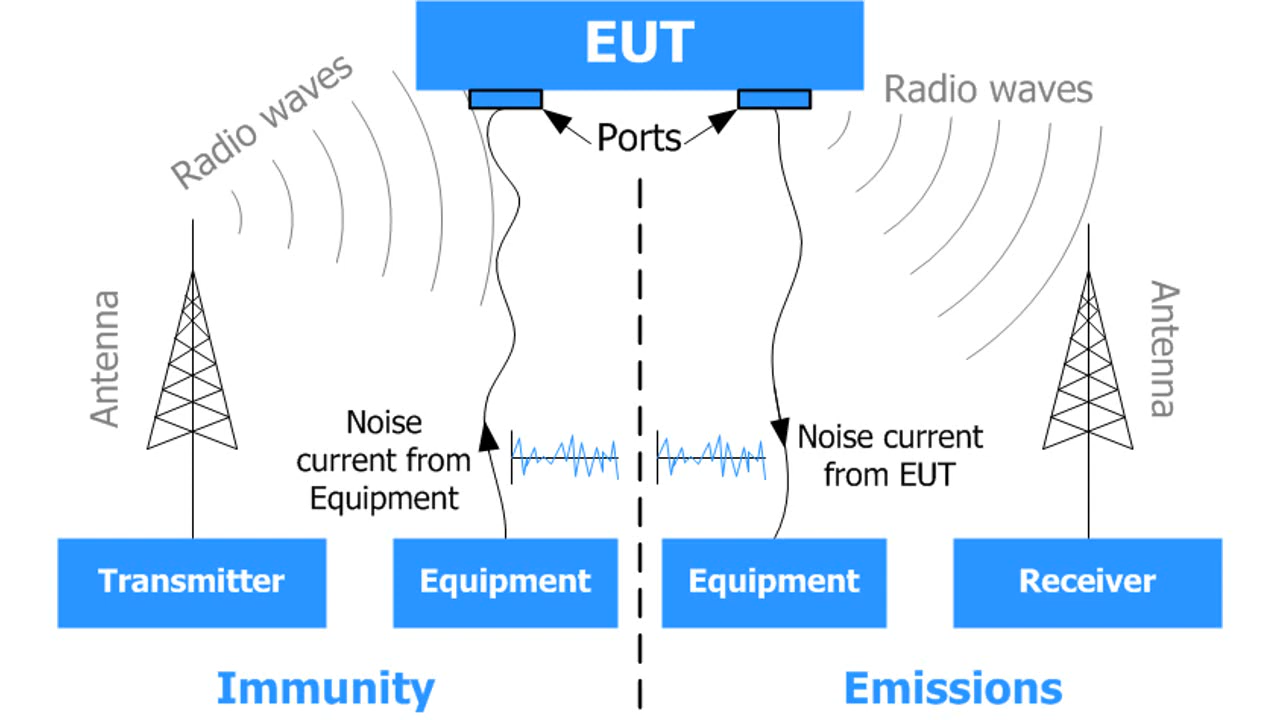 EUT
Radio waves
Radio waves
Ports
Antenna
Antenna
Noise
current from
Equipment
Noise current
from EUT
Transmitter
Equipment
Equipment
Receiver
Immunity
Emissions